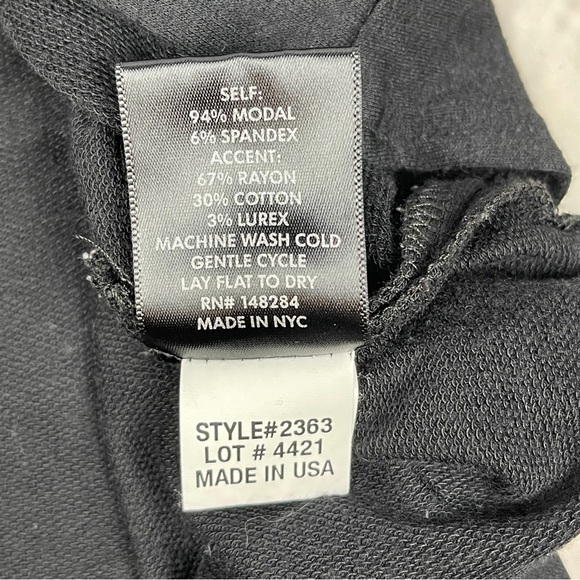 SELF:
94% MODAL
6% SPANDEX
ACCENT:
67% RAYON
30% COTTON
3% LUREX
MACHINE WASH COLD
GENTLE CYCLE
LAY FLAT TO DRY
RN# 148284
MADE IN NYC
STYLE#2363
LOT # 4421
MADE IN USA